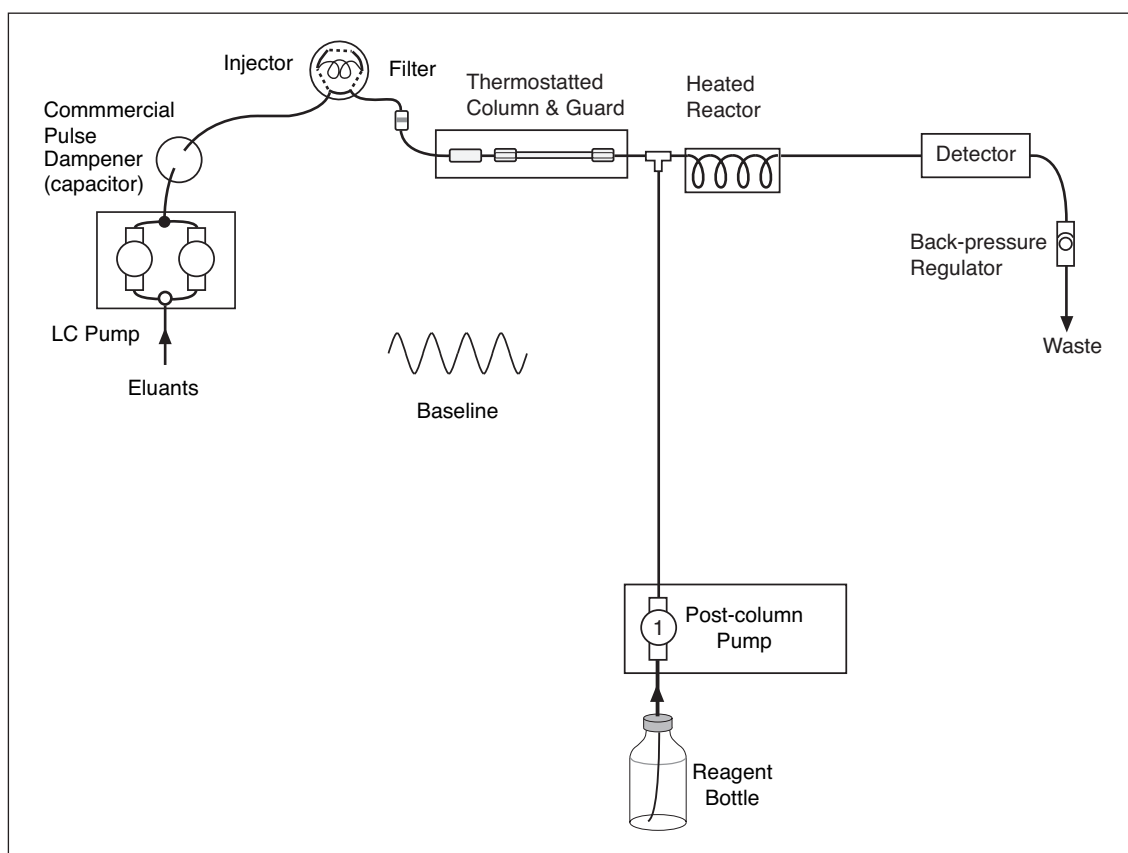 Injector
Filter
Commmercial
Pulse
Dampener
(capacitor)
Thermostatted
Column & Guard
Heated
Reactor
Detector
Back-pressure
Regulator
Waste
LC Pump
Eluants
Baseline
1
Post-column
Pump
Reagent
Bottle